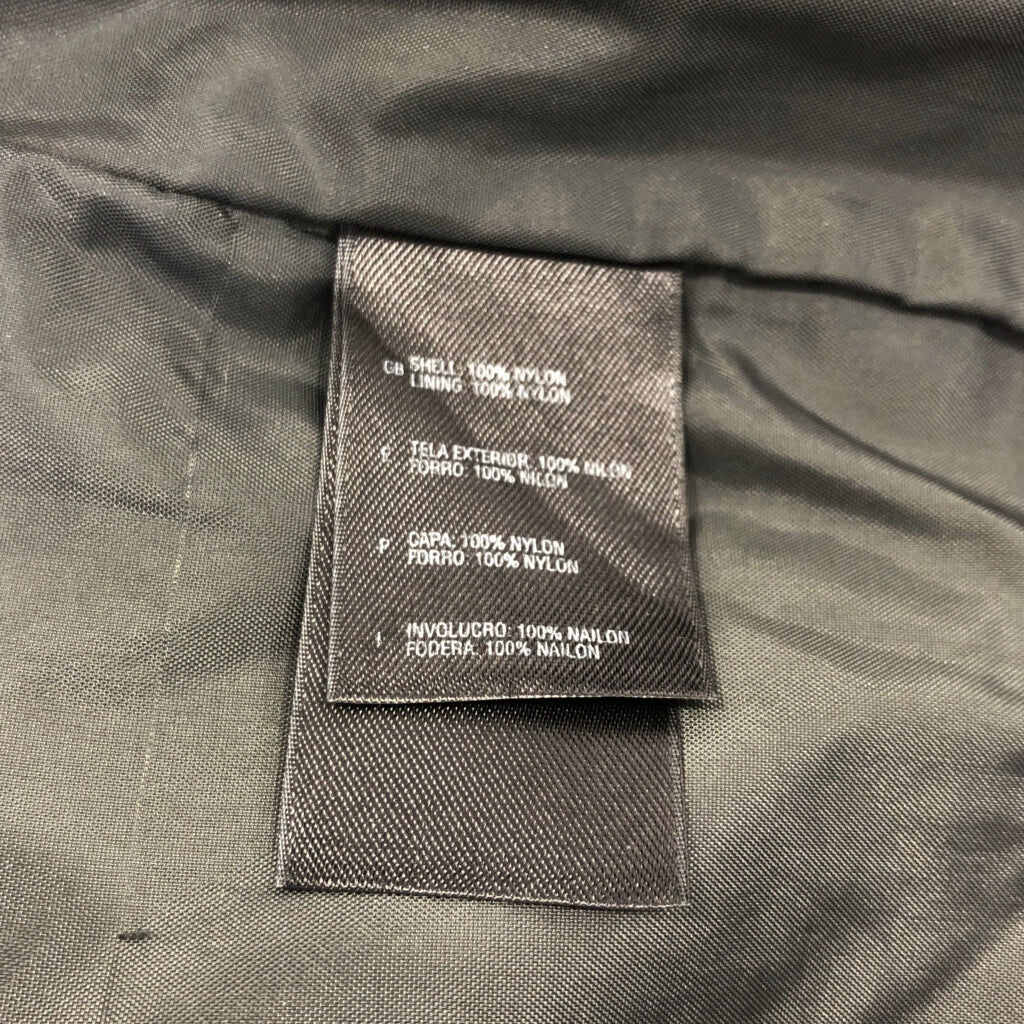 GB SHELL: 100% NYLON
LINING: 100% NYLON
E TELA EXTERIOR: 100% NILON
FORRO: 100% NILON
P CAPA: 100% NYLON
FORRO: 100% NYLON
I INVOLUCRO: 100% NAILON
FODERA: 100% NAILON